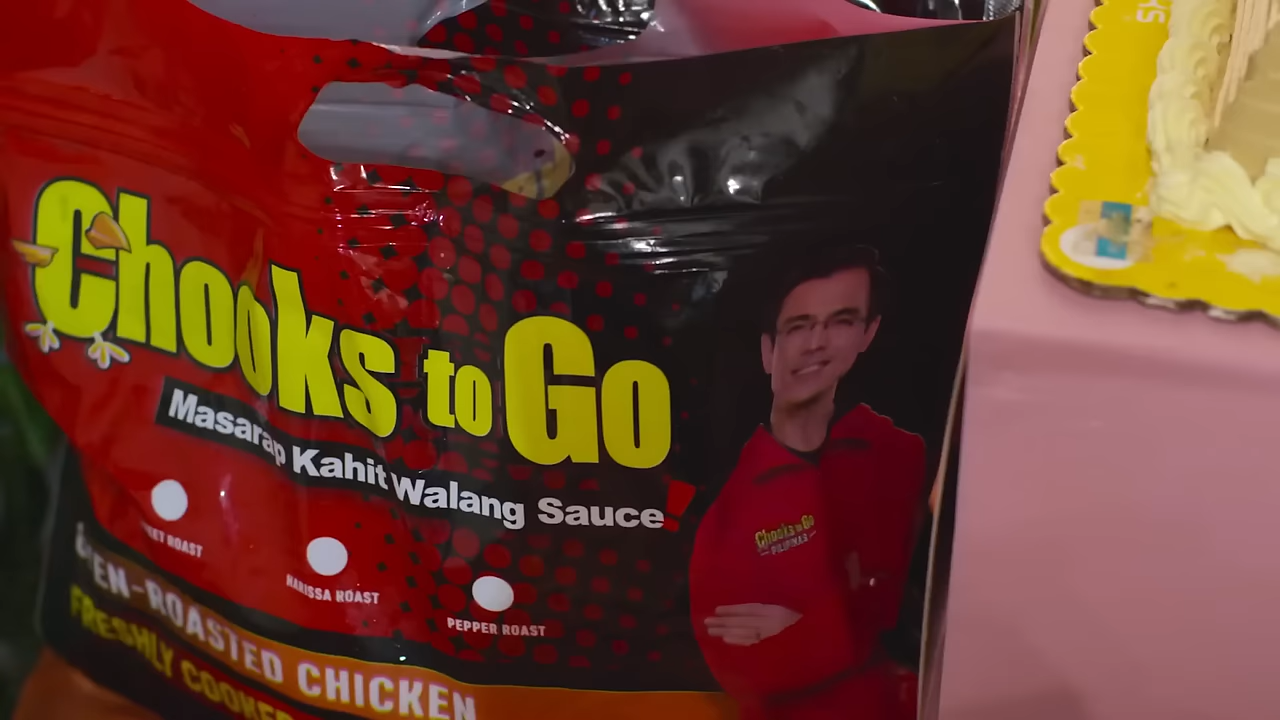 Chooks to Go
Masarap Kahit Walang Sauce!
ROAST
HARISSA ROAST
PEPPER ROAST
Chooks to Go
PILIPINAS
-ROASTED CHICKEN
FRESHLY COOKED
KS